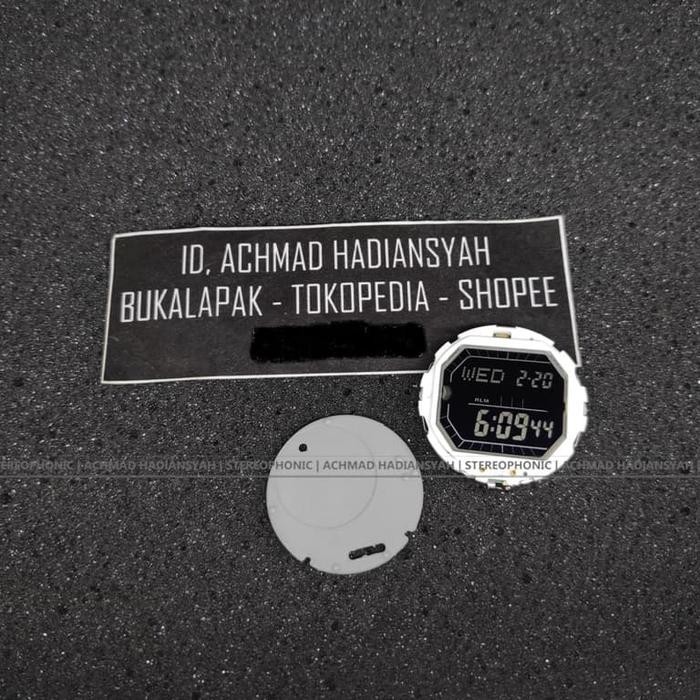 ID, ACHMAD HADIANSYAH
BUKALAPAK - TOKOPEDIA - SHOPEE
WED 2-20
ALM
6:09 44
STEREOPHONIC | ACHMAD HADIANSYAH | STEREOPHONIC | ACHMAD HADIANSYAH | STEREOPHONIC | ACHMAD HADIANSYAH